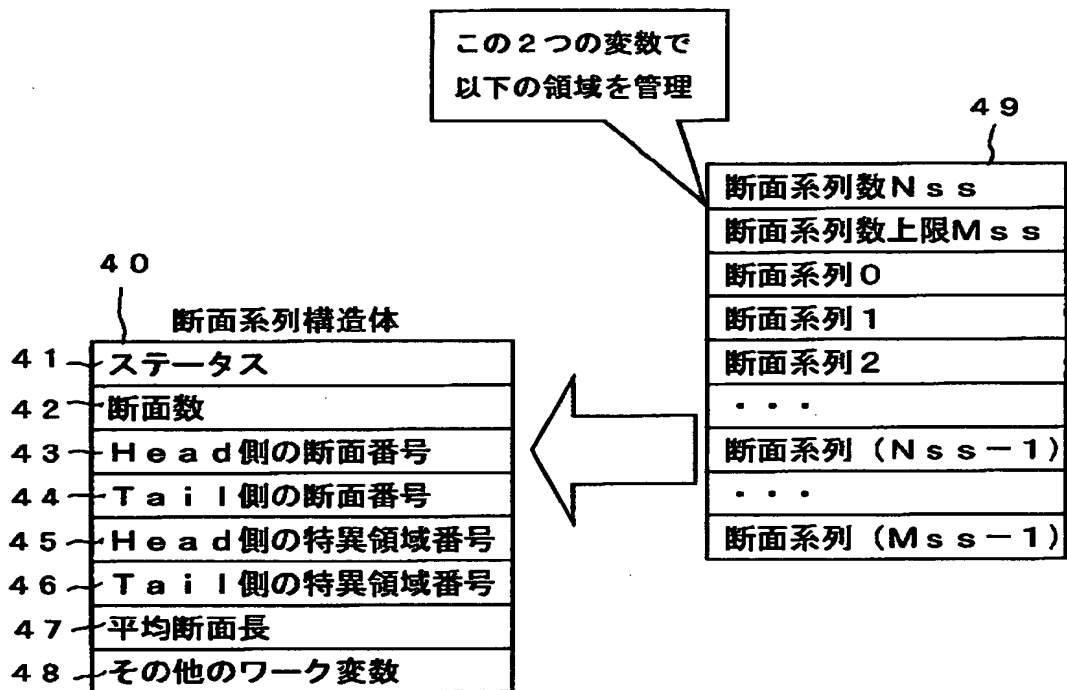 この2つの変数で
以下の領域を管理
49
断面系列数Nss
断面系列数上限Mss
断面系列0
断面系列1
断面系列2
・・・
断面系列(Nss-1)
・・・
断面系列(Mss-1)
40
断面系列構造体
41 ステータス
42 断面数
43 Head側の断面番号
44 Tail側の断面番号
45 Head側の特異領域番号
46 Tail側の特異領域番号
47 平均断面長
48 その他のワーク変数